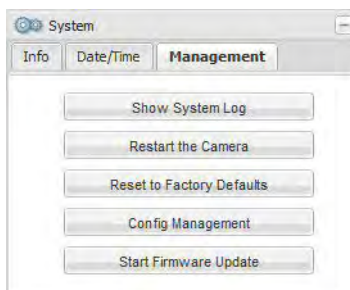 System
Info Date/Time Management
Show System Log
Restart the Camera
Reset to Factory Defaults
Config Management
Start Firmware Update